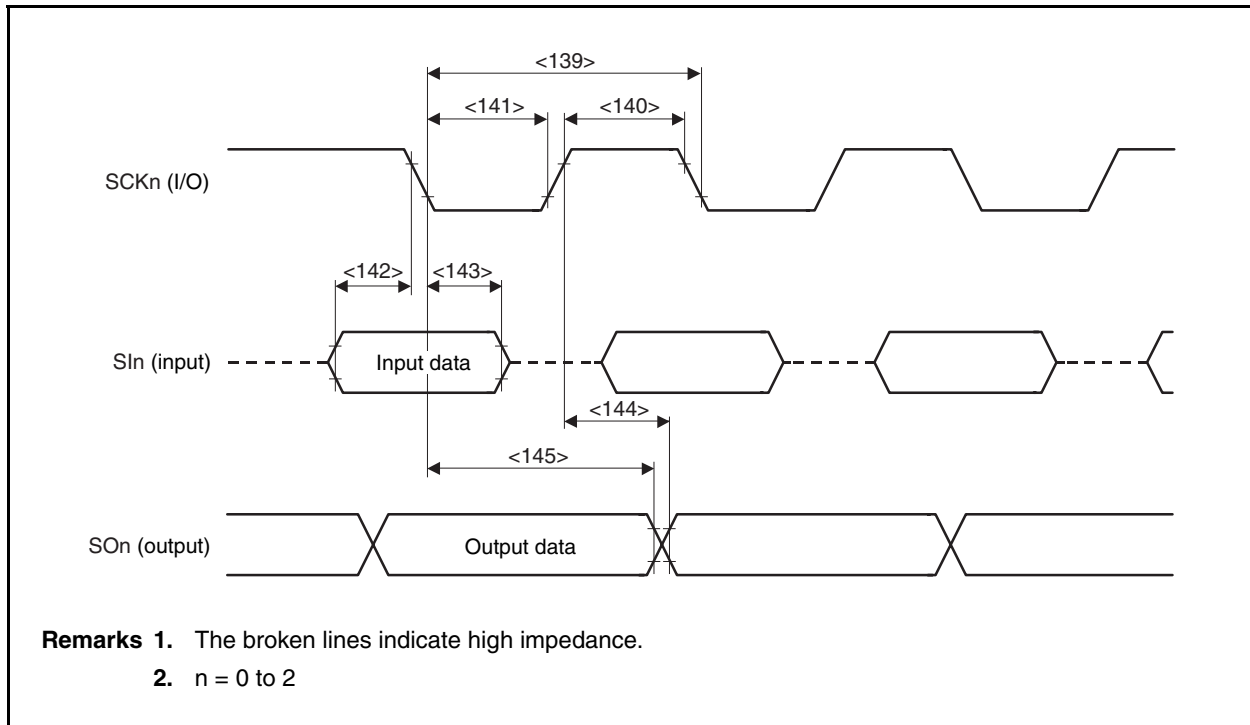 <139>
<141>
<140>
SCKn (I/O)
<142>
<143>
SIn (input)
Input data
<144>
<145>
SOn (output)
Output data
Remarks 1. The broken lines indicate high impedance.
2. n = 0 to 2